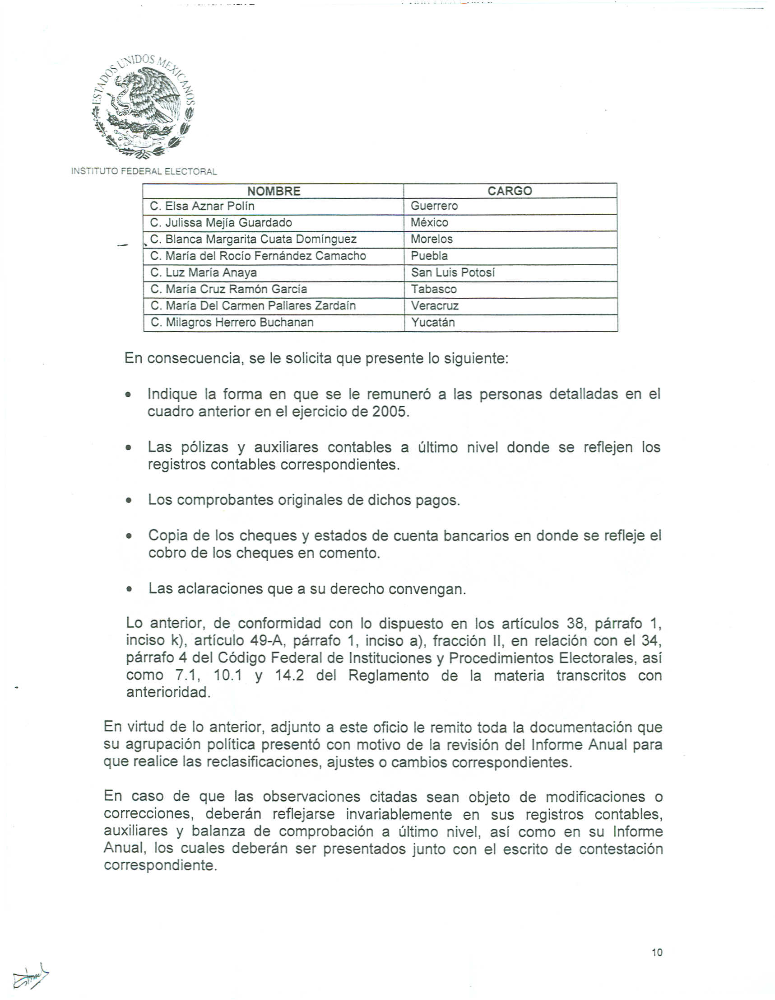 ESTADOS UNIDOS MEXICANOS
INSTITUTO FEDERAL ELECTORAL
NOMBRE CARGO
C. Elsa Aznar Polín Guerrero
C. Julissa Mejía Guardado México
C. Blanca Margarita Cuata Domínguez Morelos
C. María del Rocío Fernández Camacho Puebla
C. Luz María Anaya San Luis Potosí
C. María Cruz Ramón García Tabasco
C. María Del Carmen Pallares Zardaín Veracruz
C. Milagros Herrero Buchanan Yucatán
En consecuencia, se le solicita que presente lo siguiente:
• Indique la forma en que se le remuneró a las personas detalladas en el
cuadro anterior en el ejercicio de 2005.
• Las pólizas y auxiliares contables a último nivel donde se reflejen los
registros contables correspondientes.
• Los comprobantes originales de dichos pagos.
• Copia de los cheques y estados de cuenta bancarios en donde se refleje el
cobro de los cheques en comento.
• Las aclaraciones que a su derecho convengan.
Lo anterior, de conformidad con lo dispuesto en los artículos 38, párrafo 1,
inciso k), artículo 49-A, párrafo 1, inciso a), fracción II, en relación con el 34,
párrafo 4 del Código Federal de Instituciones y Procedimientos Electorales, así
como 7.1, 10.1 y 14.2 del Reglamento de la materia transcritos con
anterioridad.
En virtud de lo anterior, adjunto a este oficio le remito toda la documentación que
su agrupación política presentó con motivo de la revisión del Informe Anual para
que realice las reclasificaciones, ajustes o cambios correspondientes.
En caso de que las observaciones citadas sean objeto de modificaciones o
correcciones, deberán reflejarse invariablemente en sus registros contables,
auxiliares y balanza de comprobación a último nivel, así como en su Informe
Anual, los cuales deberán ser presentados junto con el escrito de contestación
correspondiente.
10